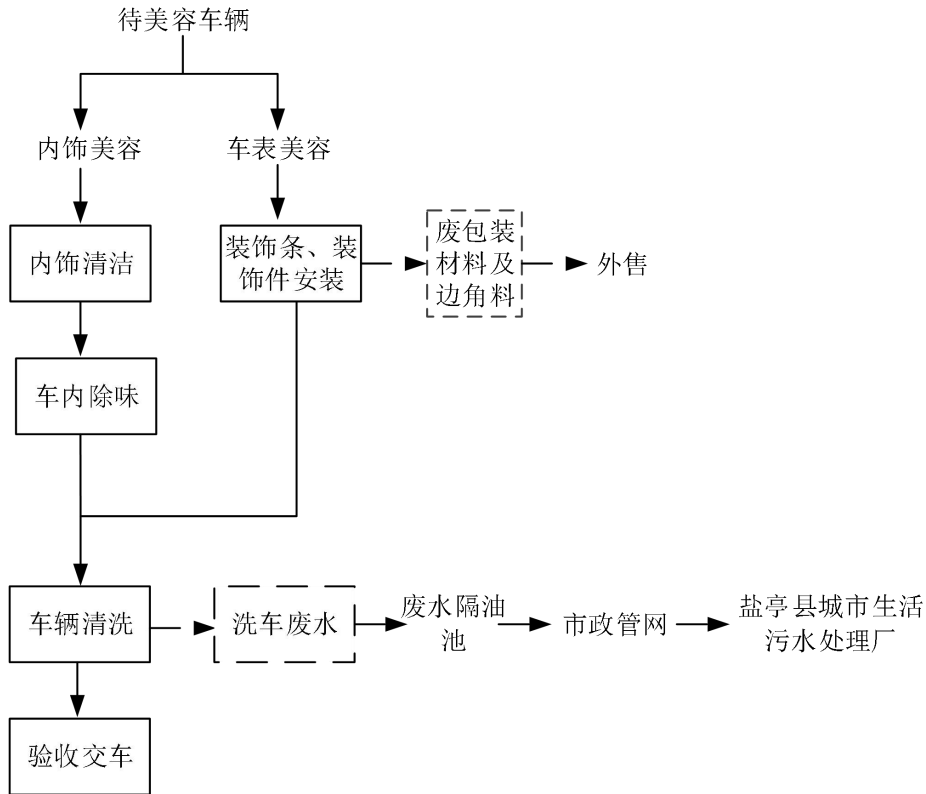 待美容车辆
内饰美容
车表美容
内饰清洁
装饰条、装
饰件安装
废包装
材料及
边角料
外售
车内除味
车辆清洗
洗车废水
废水隔油
池
市政管网
盐亭县城市生活
污水处理厂
验收交车